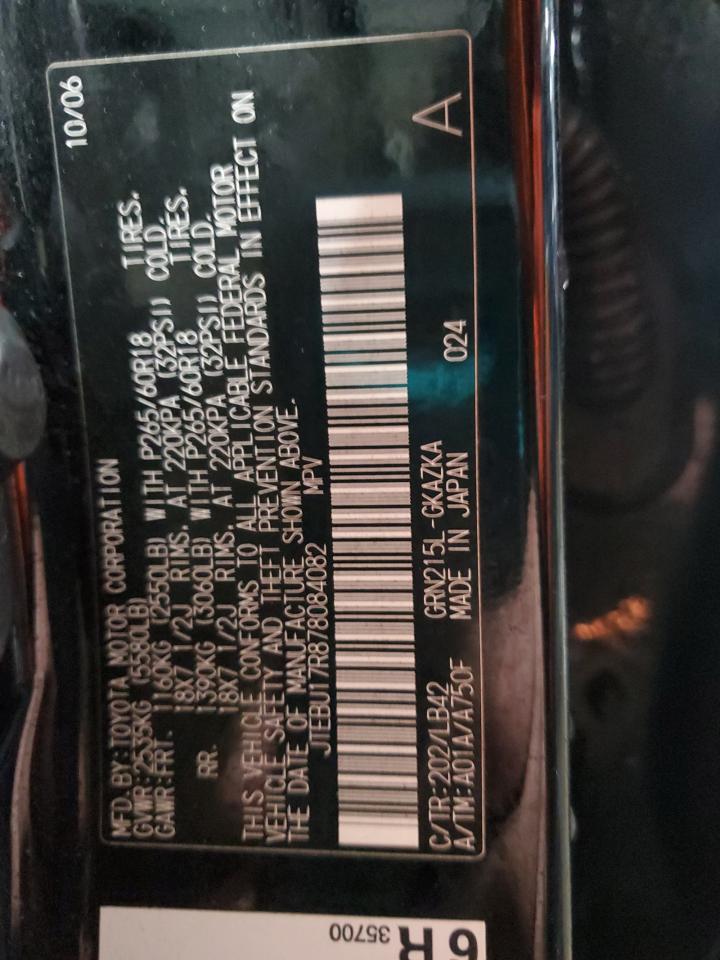 MFD. BY: TOYOTA MOTOR CORPORATION 10/06
GVWR: 2535KG (5580LB)
GAWR: FRT. 1160KG (2550LB) WITH P265/60R18 TIRES.
18X7 1/2J RIMS. AT 220KPA (32PSI) COLD.
RR. 1390KG (3060LB) WITH P265/60R18 TIRES.
18X7 1/2J RIMS. AT 220KPA (32PSI) COLD.
THIS VEHICLE CONFORMS TO ALL APPLICABLE FEDERAL MOTOR
VEHICLE SAFETY AND THEFT PREVENTION STANDARDS IN EFFECT ON
THE DATE OF MANUFACTURE SHOWN ABOVE.
JTEBU17R878084082 MPV
C/TR: 202/LB42 GRN215L-GKAZKA A
A/TM: A01A/A750F MADE IN JAPAN 024
35700
6R